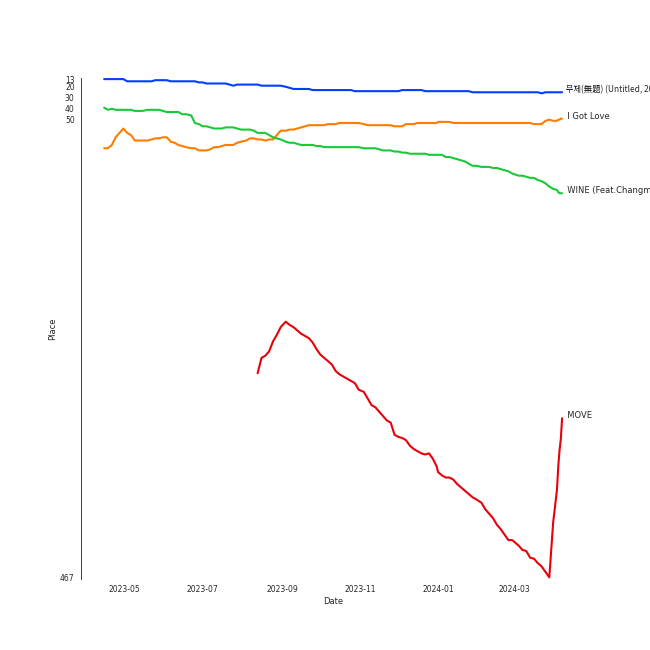 13
20
30
40
50
467
Place
무제(無題) (Untitled, 20
I Got Love
WINE (Feat.Changm
MOVE
2023-05
2023-07
2023-09
2023-11
2024-01
2024-03
Date